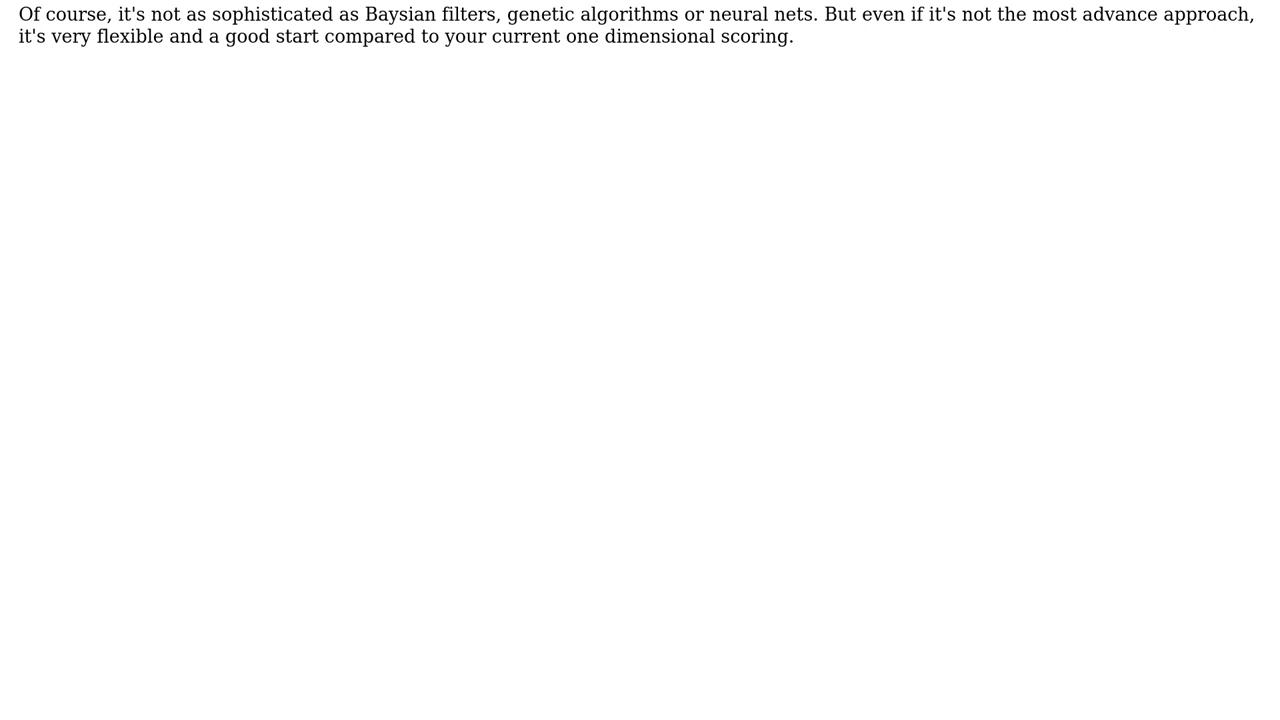 Of course, it's not as sophisticated as Baysian filters, genetic algorithms or neural nets. But even if it's not the most advance approach,
it's very flexible and a good start compared to your current one dimensional scoring.